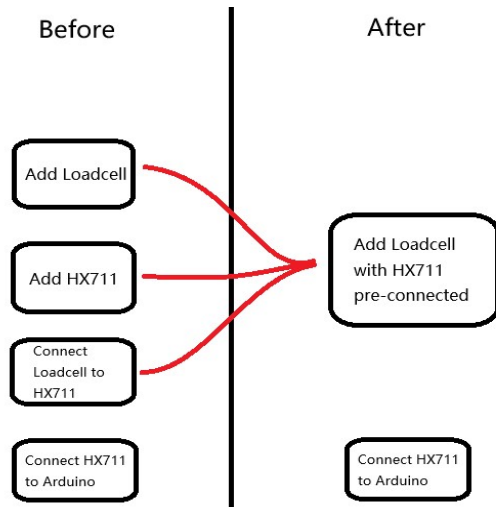 Before
After
Add Loadcell
Add HX711
Connect
Loadcell to
HX711
Connect HX711
to Arduino
Add Loadcell
with HX711
pre-connected
Connect HX711
to Arduino